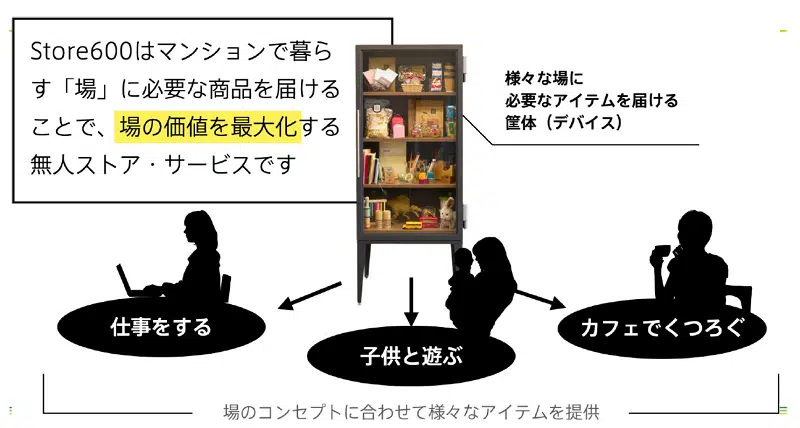 Store600はマンションで暮ら
す「場」に必要な商品を届ける
ことで、場の価値を最大化する
無人ストア・サービスです
様々な場に
必要なアイテムを届ける
筐体（デバイス）
仕事をする
子供と遊ぶ
カフェでくつろぐ
場のコンセプトに合わせて様々なアイテムを提供